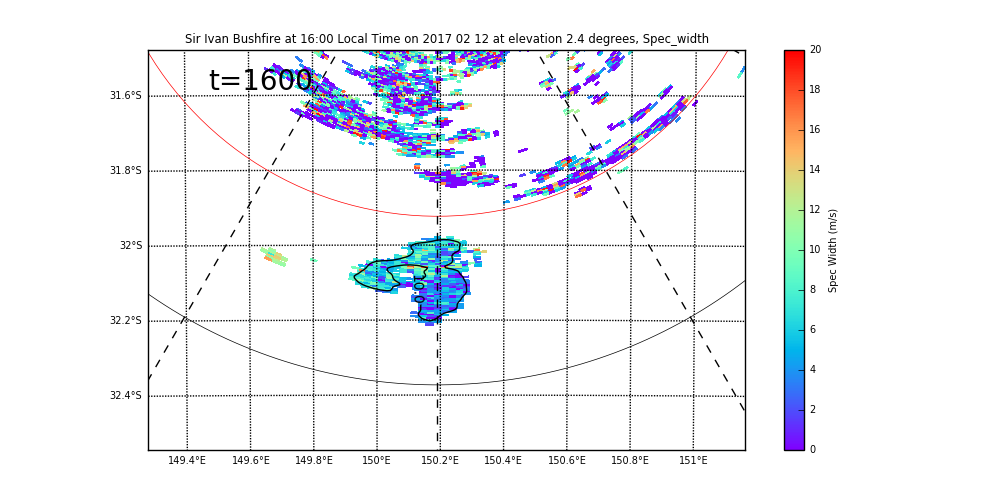 Sir Ivan Bushfire at 16:00 Local Time on 2017 02 12 at elevation 2.4 degrees, Spec_width
t=1600
31.6°S
31.8°S
32°S
32.2°S
32.4°S
149.4°E 149.6°E 149.8°E 150°E 150.2°E 150.4°E 150.6°E 150.8°E 151°E
20
18
16
14
12
10
8
6
4
2
0
Spec Width (m/s)